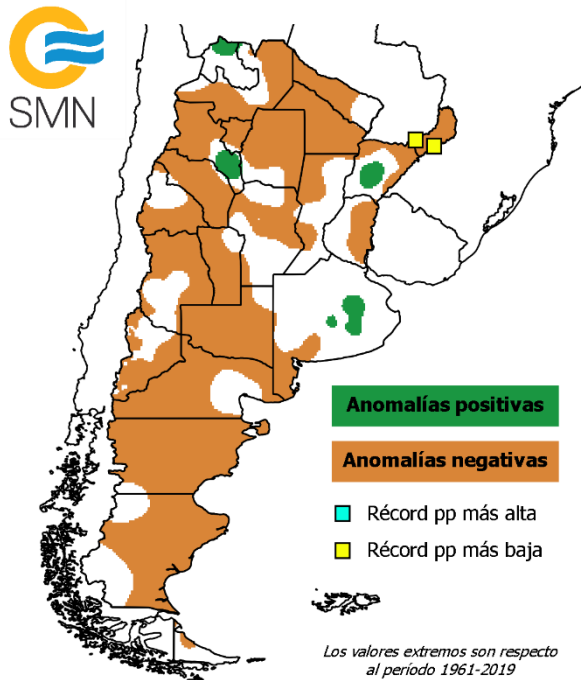 SMN
Anomalías positivas
Anomalías negativas
Récord pp más alta
Récord pp más baja
Los valores extremos son respecto
al período 1961-2019